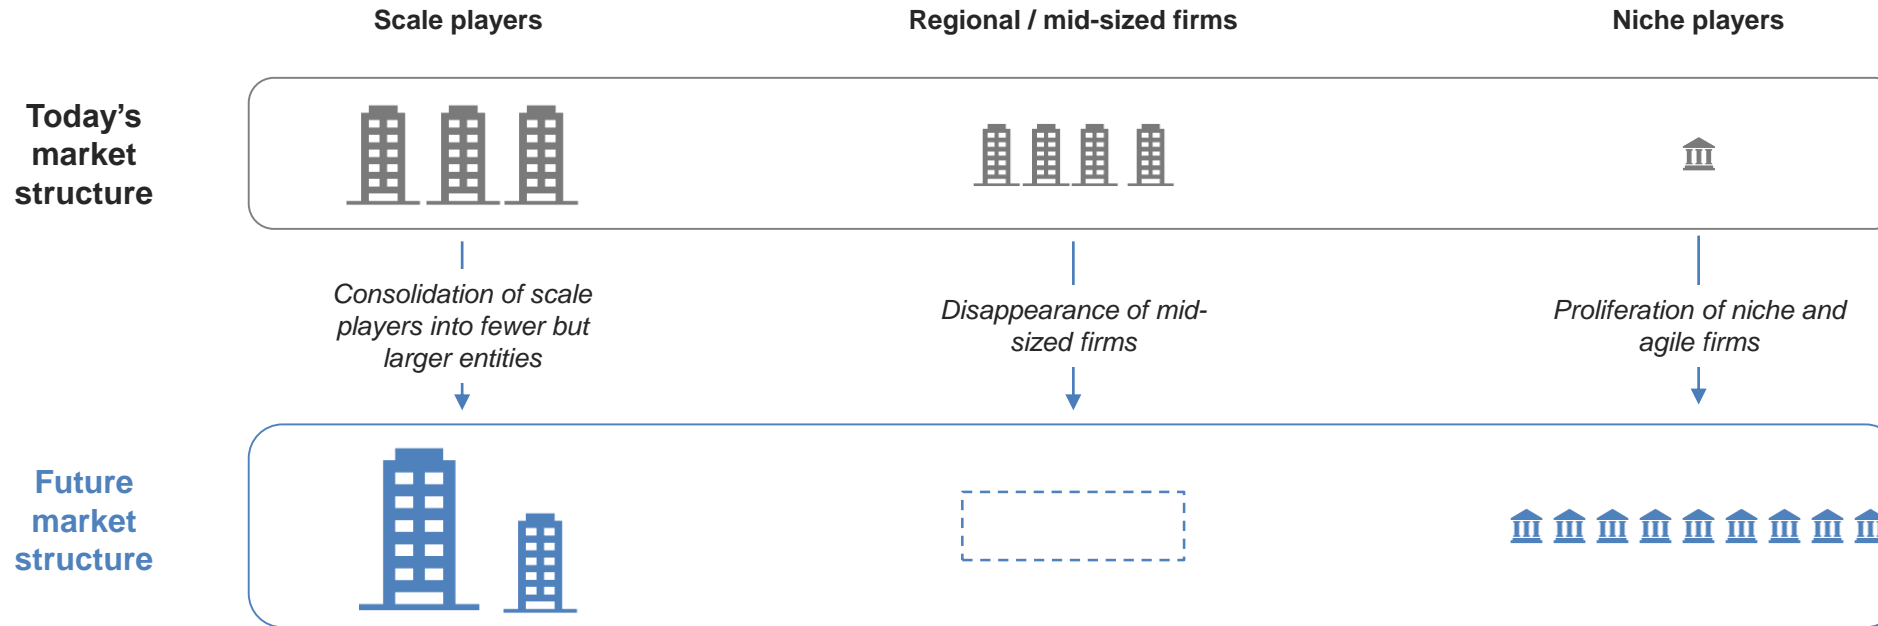 Scale players
Regional / mid-sized firms
Niche players
Today’s
market
structure
Consolidation of scale
players into fewer but
larger entities
Disappearance of mid-
sized firms
Proliferation of niche and
agile firms
Future
market
structure